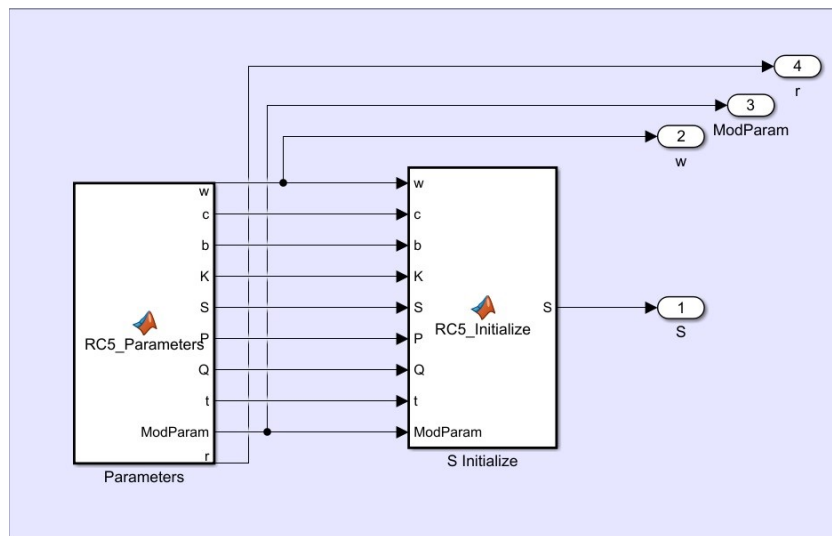 4
r
3
ModParam
2
w
w
c
b
K
S
P
Q
t
ModParam
r
RC5_Parameters
Parameters
w
c
b
K
S
P
Q
t
ModParam
RC5_Initialize
S
S Initialize
1
S